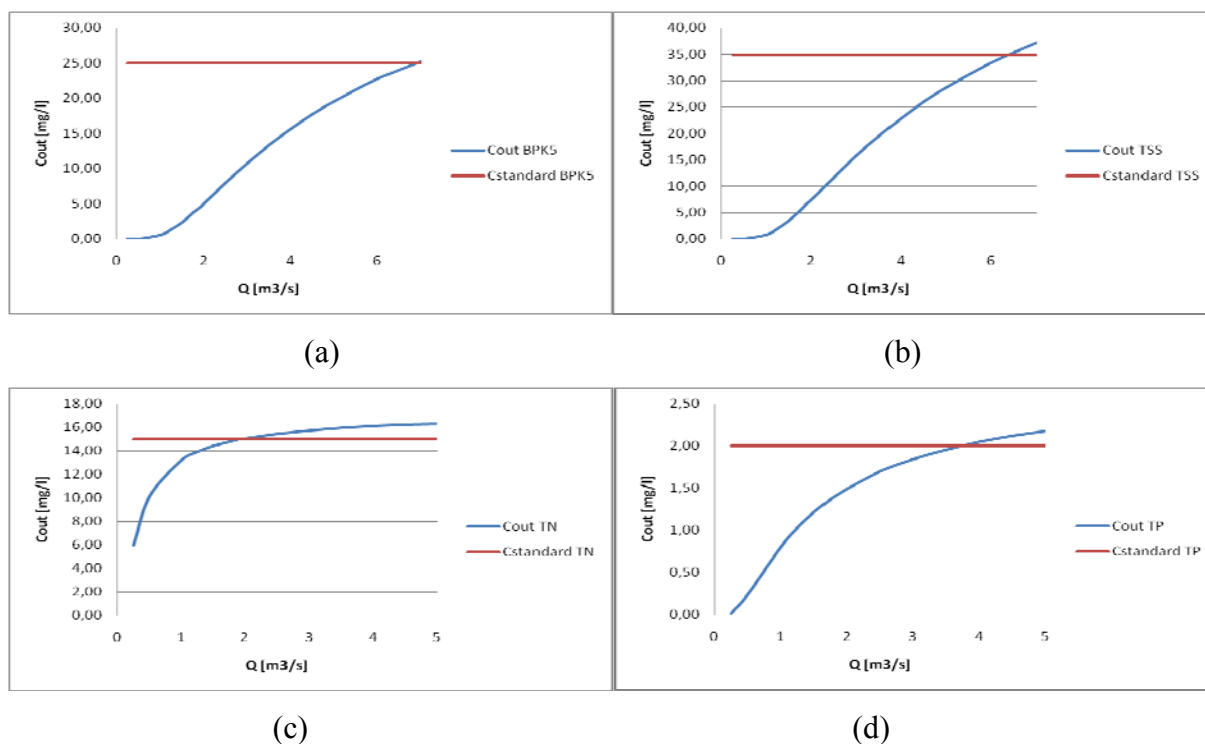 30,00
25,00
20,00
15,00
10,00
5,00
0,00
0 2 4 6
Cout [mg/l]
Q [m3/s]
Cout BPK5
Cstandard BPK5
(a)
40,00
35,00
30,00
25,00
20,00
15,00
10,00
5,00
0,00
0 2 4 6
Cout [mg/l]
Q [m3/s]
Cout TSS
Cstandard TSS
(b)
18,00
16,00
14,00
12,00
10,00
8,00
6,00
4,00
2,00
0,00
0 1 2 3 4 5
Cout [mg/l]
Q [m3/s]
Cout TN
Cstandard TN
(c)
2,50
2,00
1,50
1,00
0,50
0,00
0 1 2 3 4 5
Cout [mg/l]
Q [m3/s]
Cout TP
Cstandard TP
(d)